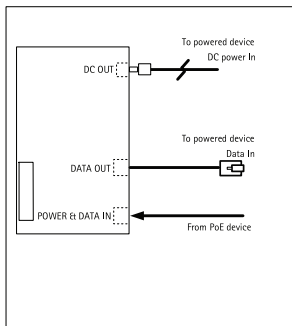 To powered device
DC OUT
DC power In
To powered device
Data In
DATA OUT
POWER & DATA IN
From PoE device